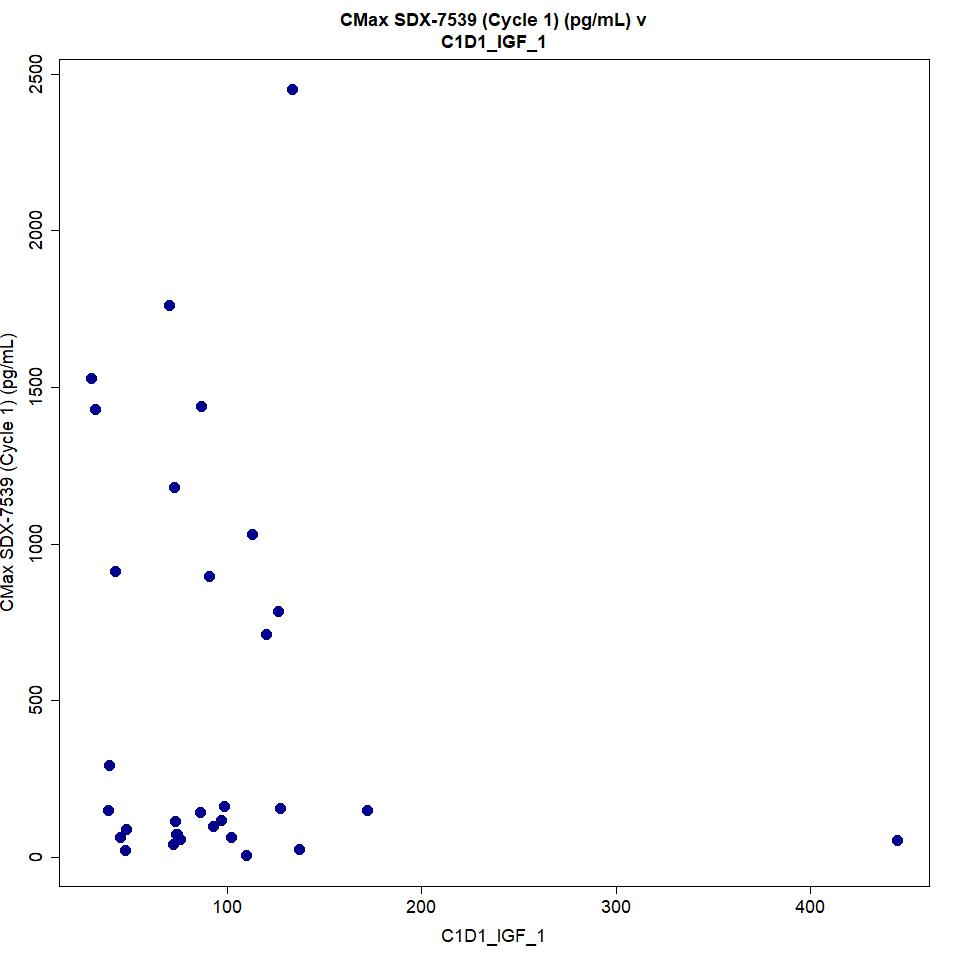 CMax SDX-7539 (Cycle 1) (pg/mL) v
C1D1_IGF_1
2500
2000
1500
1000
500
0
CMax SDX-7539 (Cycle 1) (pg/mL)
100 200 300 400
C1D1_IGF_1